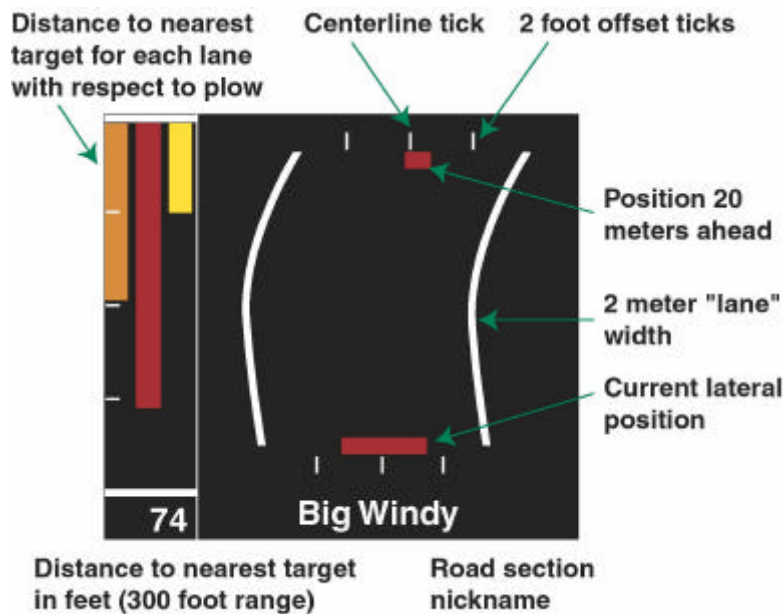 Distance to nearest
target for each lane
with respect to plow
Centerline tick
2 foot offset ticks
Position 20
meters ahead
2 meter "lane"
width
Current lateral
position
74
Big Windy
Distance to nearest target
in feet (300 foot range)
Road section
nickname